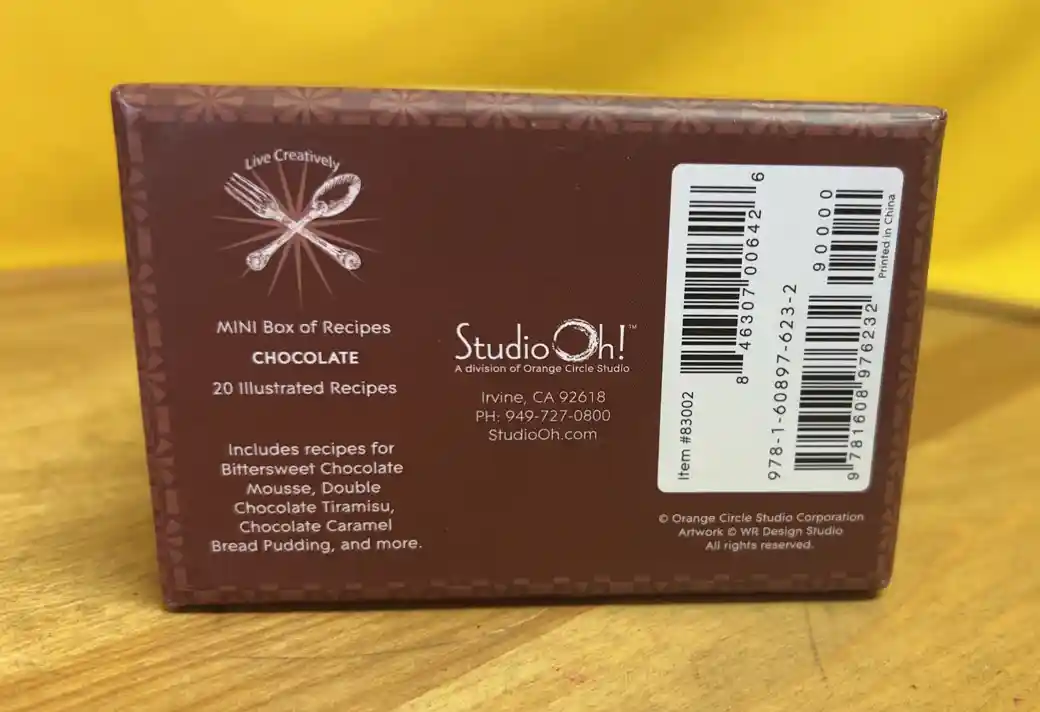 Live Creatively
MINI Box of Recipes
CHOCOLATE
20 Illustrated Recipes
Includes recipes for
Bittersweet Chocolate
Mousse, Double
Chocolate Tiramisu,
Chocolate Caramel
Bread Pudding, and more.
Studio Oh!™
A division of Orange Circle Studio
Irvine, CA 92618
PH: 949-727-0800
StudioOh.com
Item #83002
8 46307 00642 6
978-1-60897-623-2
9 781608 976232
90000
Printed in China
© Orange Circle Studio Corporation
Artwork © WR Design Studio
All rights reserved.